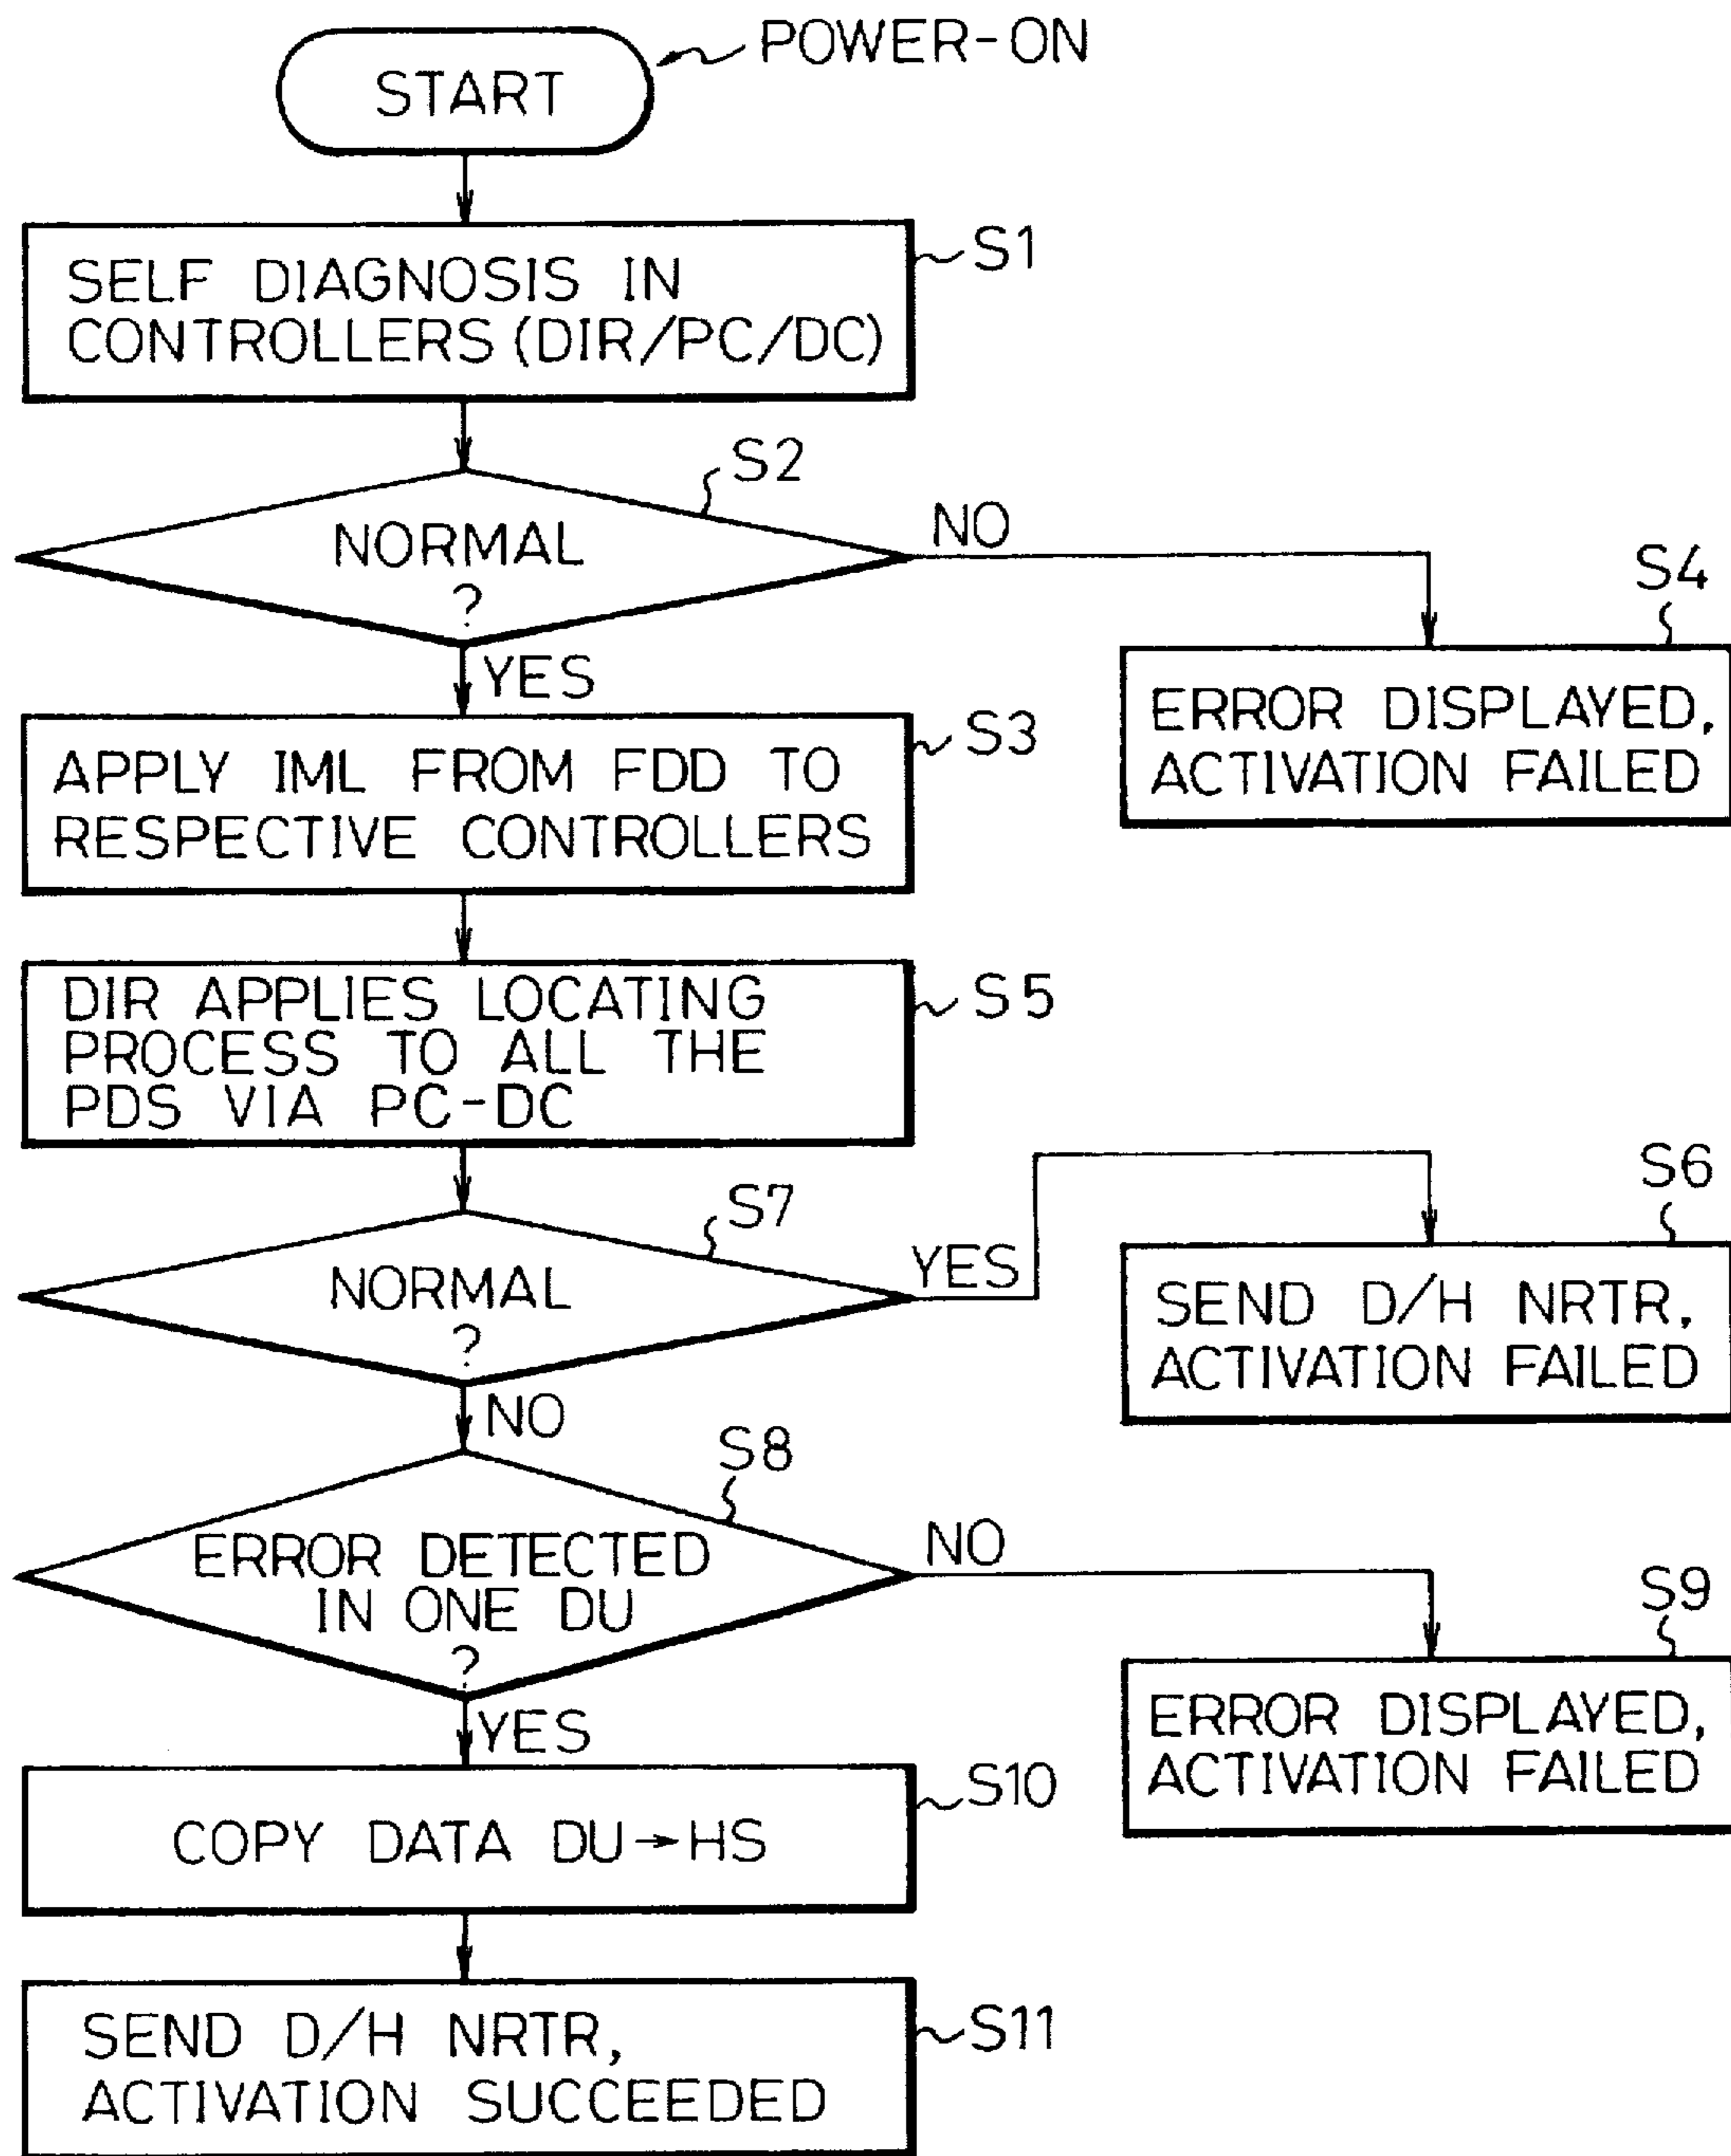 POWER-ON
START
S1
SELF DIAGNOSIS IN
CONTROLLERS (DIR/PC/DC)
S2
NORMAL
?
NO
YES
S4
ERROR DISPLAYED,
ACTIVATION FAILED
S3
APPLY IML FROM FDD TO
RESPECTIVE CONTROLLERS
S5
DIR APPLIES LOCATING
PROCESS TO ALL THE
PDS VIA PC-DC
S7
NORMAL
?
YES
NO
S6
SEND D/H NRTR,
ACTIVATION FAILED
S8
ERROR DETECTED
IN ONE DU
?
NO
YES
S9
ERROR DISPLAYED,
ACTIVATION FAILED
S10
COPY DATA DU→HS
S11
SEND D/H NRTR,
ACTIVATION SUCCEEDED